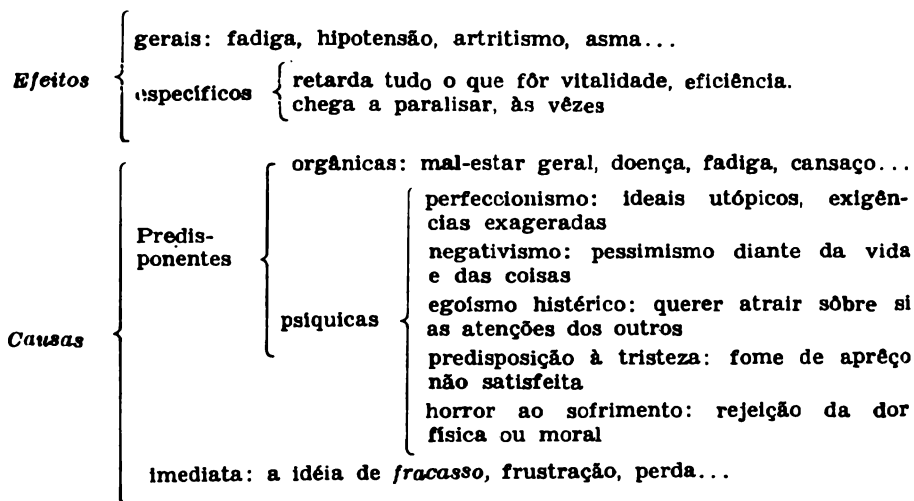 gerais: fadiga, hipotensão, artritismo, asma...
Efeitos
específicos
retarda tudo o que fôr vitalidade, eficiência.
chega a paralisar, às vêzes
orgânicas: mal-estar geral, doença, fadiga, cansaço...
perfeccionismo: ideais utópicos, exigên-
cias exageradas
Predis-
ponentes
negativismo: pessimismo diante da vida
e das coisas
psíquicas
egoísmo histérico: querer atrair sôbre si
as atenções dos outros
Causas
predisposição à tristeza: fome de aprêço
não satisfeita
horror ao sofrimento: rejeição da dor
física ou moral
imediata: a idéia de fracasso, frustração, perda...